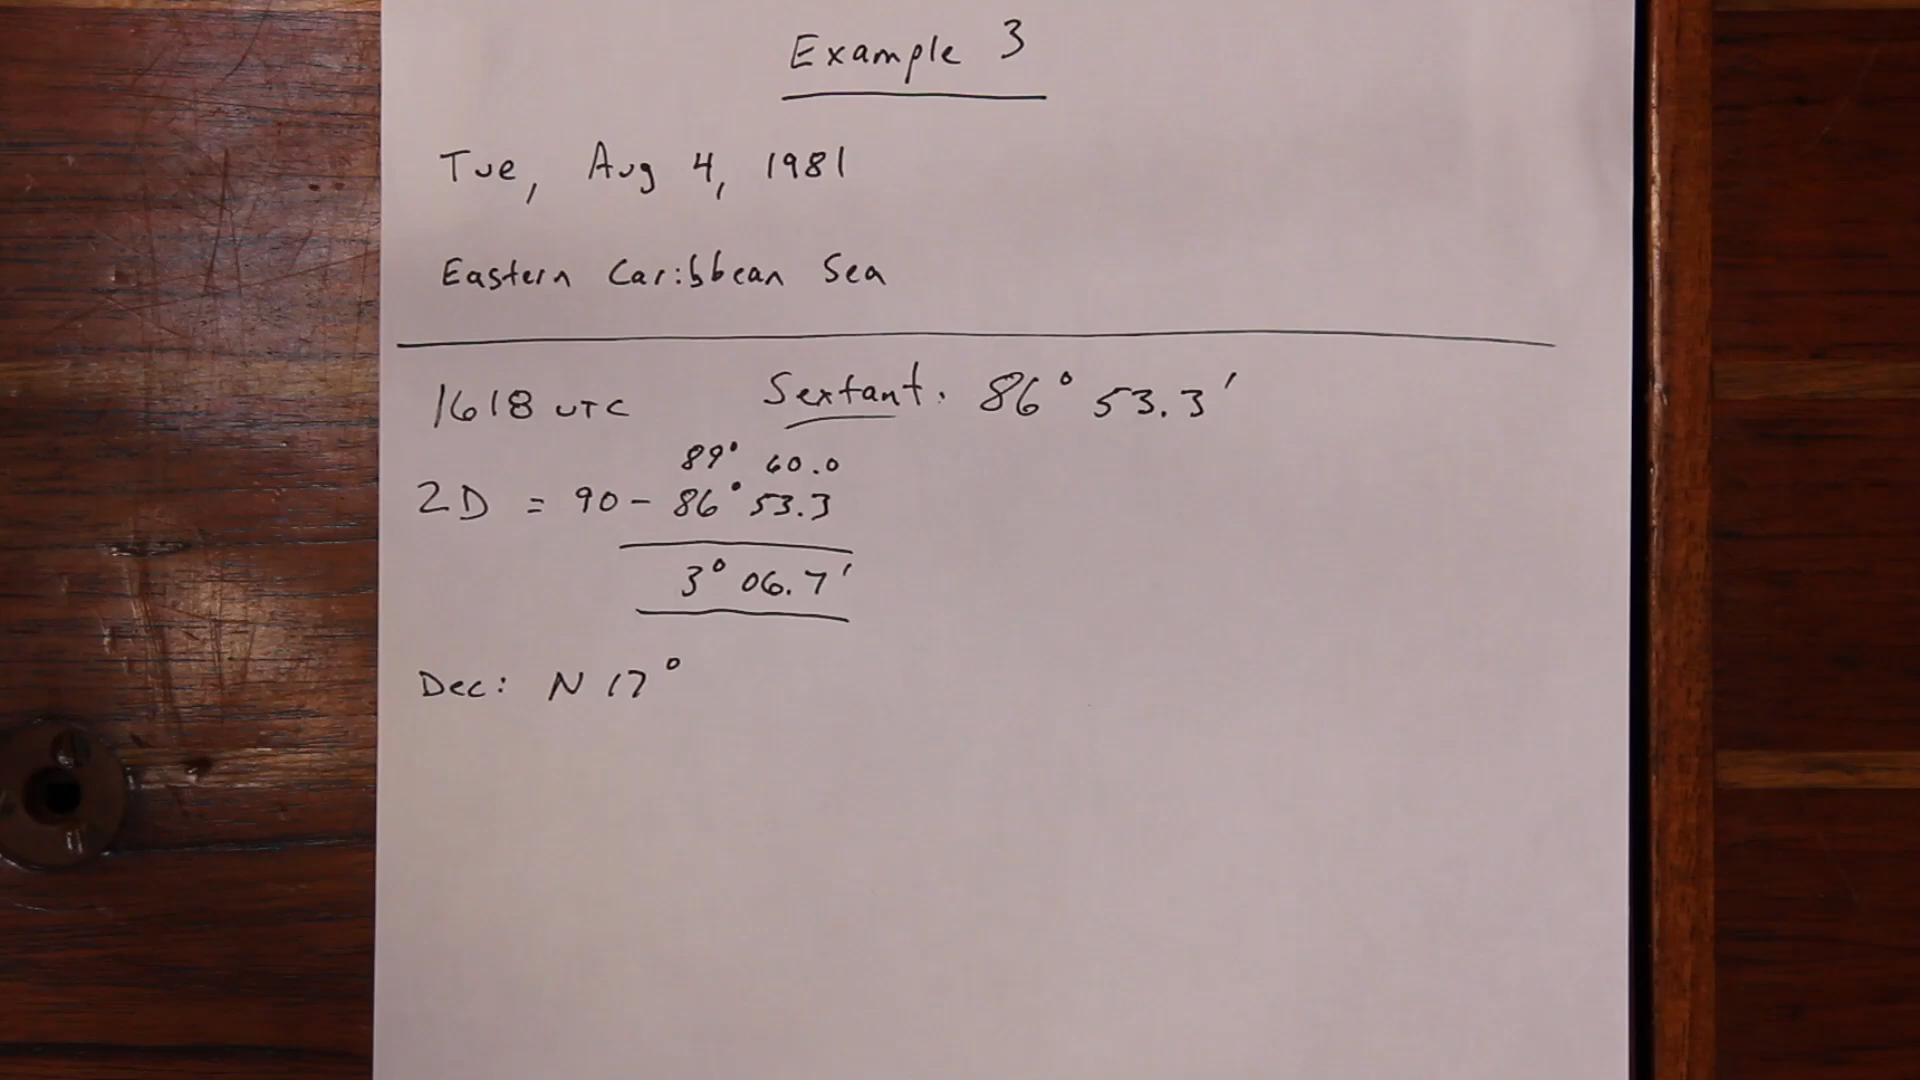 Example 3
Tue, Aug 4, 1981
Eastern Caribbean Sea
1618 UTC Sextant. 86° 53.3'
89° 60.0
ZD = 90 - 86° 53.3
3° 06.7'
Dec: N 17°